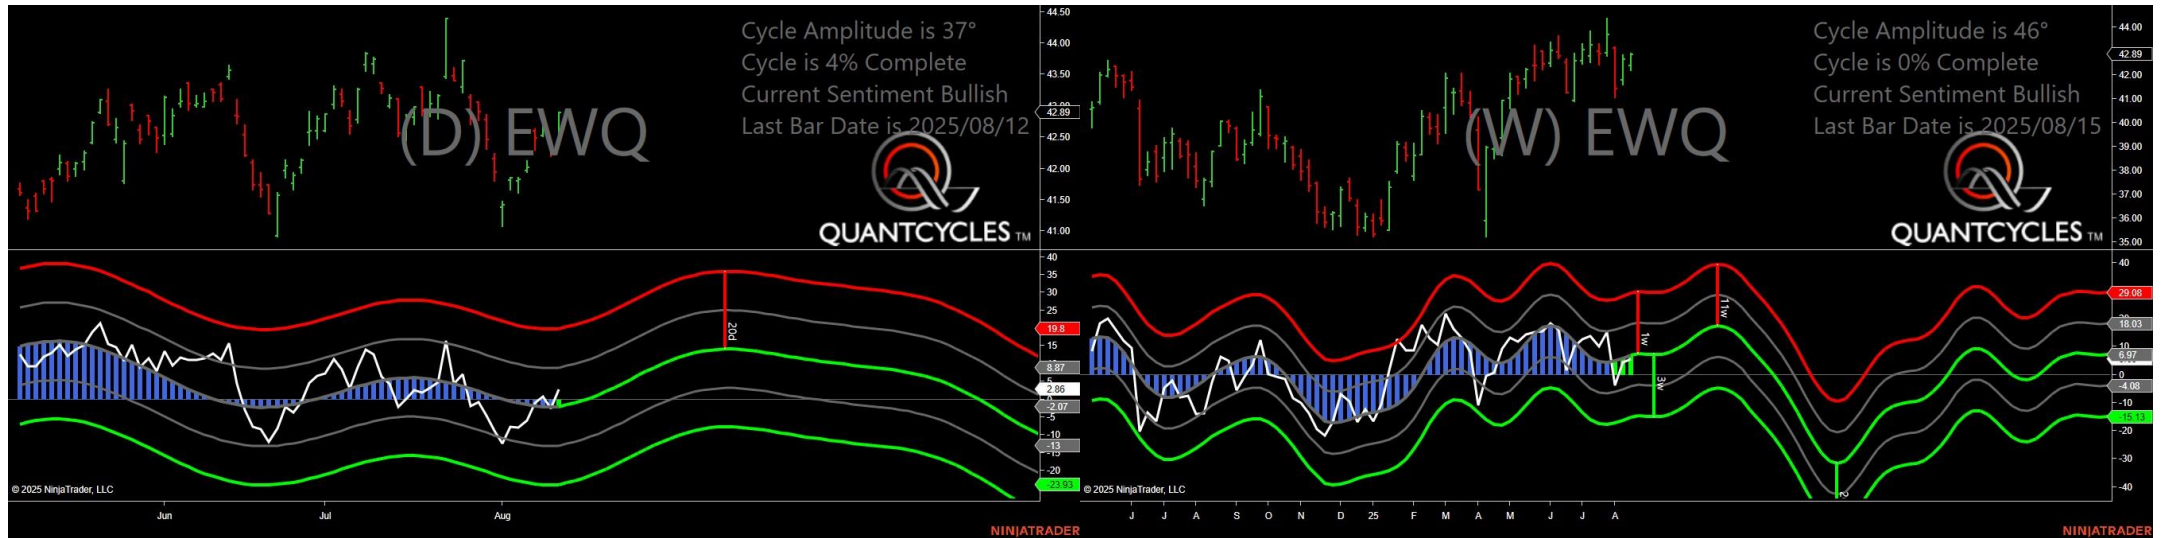 Cycle Amplitude is 37°
Cycle is 4% Complete
Current Sentiment Bullish
Last Bar Date is 2025/08/12
(D) EWQ
QUANTCYCLES TM
44.50
44.00
43.50
43.00
42.89
42.50
42.00
41.50
41.00
40
35
30
25
19.8
15
8.87
5
2.86
0
-2.07
-5
-10
-13
-15
-20
-23.93
20d
© 2025 NinjaTrader, LLC
Jun
Jul
Aug
NINJATRADER
Cycle Amplitude is 46°
Cycle is 0% Complete
Current Sentiment Bullish
Last Bar Date is 2025/08/15
(W) EWQ
QUANTCYCLES TM
44.00
42.89
42.00
41.00
40.00
39.00
38.00
37.00
36.00
35.00
40
29.08
20
18.03
10
6.97
0
-4.08
-10
-15.13
-20
-30
-40
1w
3w
11w
2
© 2025 NinjaTrader, LLC
J
J
A
S
O
N
D
25
F
M
A
M
J
J
A
NINJATRADER